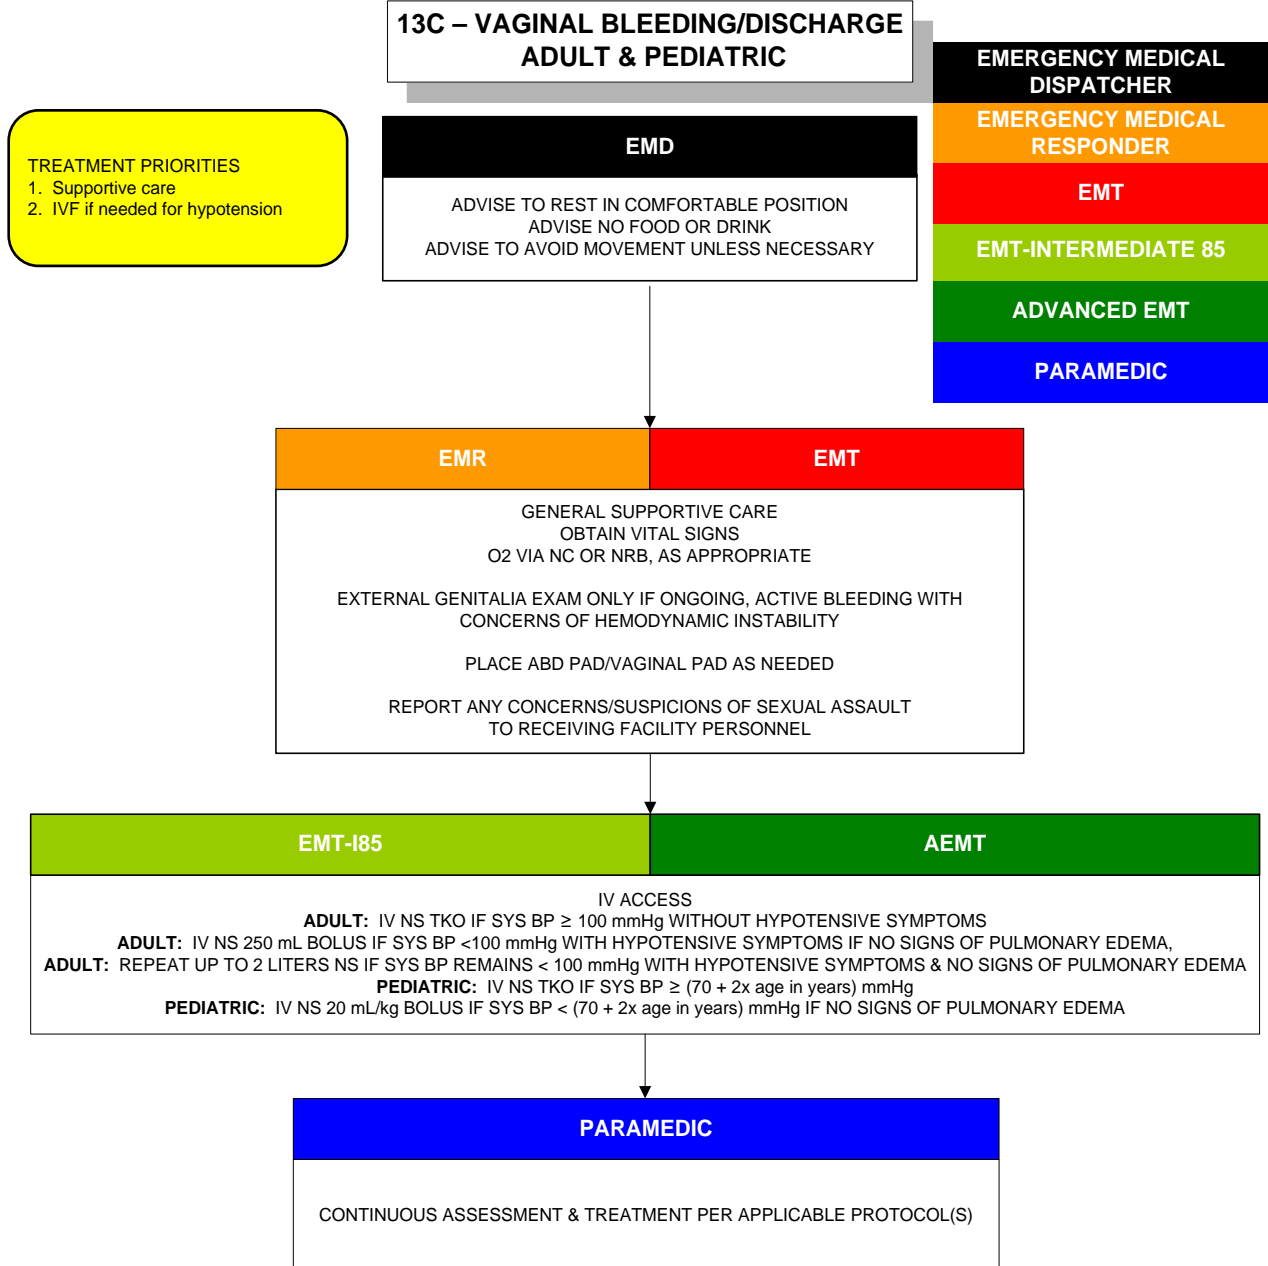 13C – VAGINAL BLEEDING/DISCHARGE
ADULT & PEDIATRIC
EMERGENCY MEDICAL
DISPATCHER
EMERGENCY MEDICAL
RESPONDER
EMT
EMT-INTERMEDIATE 85
ADVANCED EMT
PARAMEDIC
TREATMENT PRIORITIES
1. Supportive care
2. IVF if needed for hypotension
EMD
ADVISE TO REST IN COMFORTABLE POSITION
ADVISE NO FOOD OR DRINK
ADVISE TO AVOID MOVEMENT UNLESS NECESSARY
EMR
EMT
GENERAL SUPPORTIVE CARE
OBTAIN VITAL SIGNS
O2 VIA NC OR NRB, AS APPROPRIATE
EXTERNAL GENITALIA EXAM ONLY IF ONGOING, ACTIVE BLEEDING WITH
CONCERNS OF HEMODYNAMIC INSTABILITY
PLACE ABD PAD/VAGINAL PAD AS NEEDED
REPORT ANY CONCERNS/SUSPICIONS OF SEXUAL ASSAULT
TO RECEIVING FACILITY PERSONNEL
EMT-I85
AEMT
IV ACCESS
ADULT: IV NS TKO IF SYS BP ≥ 100 mmHg WITHOUT HYPOTENSIVE SYMPTOMS
ADULT: IV NS 250 mL BOLUS IF SYS BP <100 mmHg WITH HYPOTENSIVE SYMPTOMS IF NO SIGNS OF PULMONARY EDEMA,
ADULT: REPEAT UP TO 2 LITERS NS IF SYS BP REMAINS < 100 mmHg WITH HYPOTENSIVE SYMPTOMS & NO SIGNS OF PULMONARY EDEMA
PEDIATRIC: IV NS TKO IF SYS BP ≥ (70 + 2x age in years) mmHg
PEDIATRIC: IV NS 20 mL/kg BOLUS IF SYS BP < (70 + 2x age in years) mmHg IF NO SIGNS OF PULMONARY EDEMA
PARAMEDIC
CONTINUOUS ASSESSMENT & TREATMENT PER APPLICABLE PROTOCOL(S)